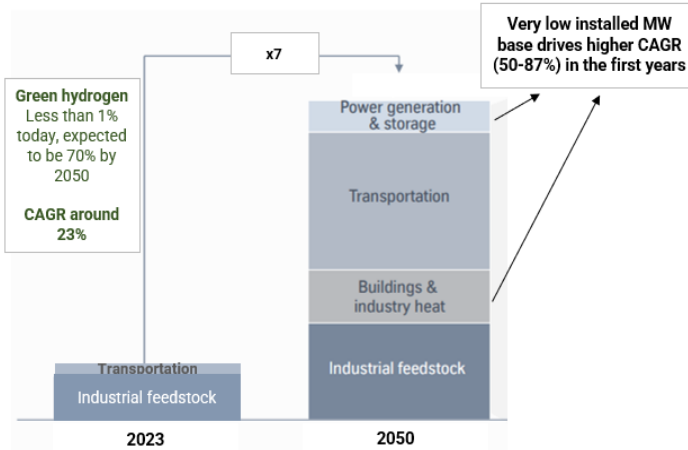 Very low installed MW
base drives higher CAGR
(50-87%) in the first years
x7
Green hydrogen
Less than 1%
today, expected
to be 70% by
2050
CAGR around
23%
Power generation
& storage
Transportation
Buildings &
industry heat
Industrial feedstock
Transportation
Industrial feedstock
2023
2050